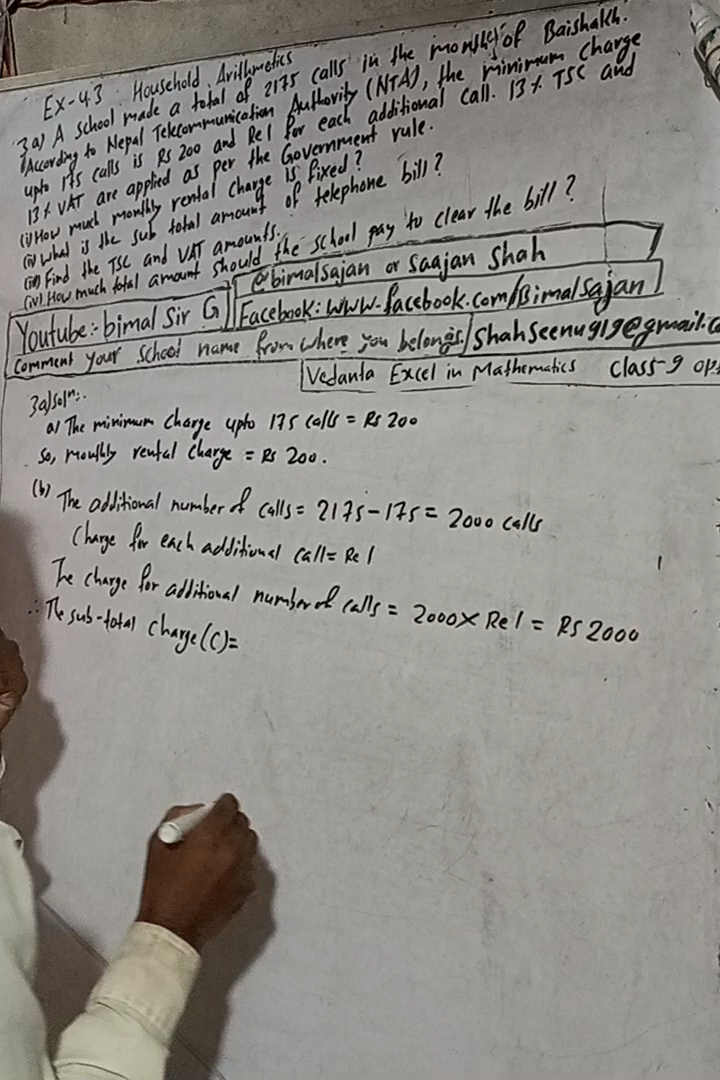 Ex-4.3 Household Arithmetics
3a) A school made a total of 2175 calls in the month of Baishakh.
According to Nepal Telecommunication Authority (NTA), the minimum charge
upto 175 calls is Rs 200 and Re 1 for each additional call. 13% TSC and
13% VAT are applied as per the Government rule.
(i) How much monthly rental charge is fixed?
(ii) What is the sub total amount of telephone bill?
(iii) Find the TSC and VAT amounts.
(iv) How much total amount should the school pay to clear the bill?
Youtube:- bimal Sir G
@bimalsajan or Saajan Shah
Facebook: www.facebook.com/Bimalsajan
Comment your school name from where you belongs. Shahseenu919@gmail.c
Vedanta Excel in Mathematics Class-9 op
3a) Soln:-
a) The minimum charge upto 175 calls = Rs 200
So, monthly rental charge = Rs 200.
(b) The additional number of calls = 2175-175 = 2000 calls
Charge for each additional call = Re 1
The charge for additional number of calls = 2000 × Re 1 = Rs 2000
∴ The sub-total charge (C) =